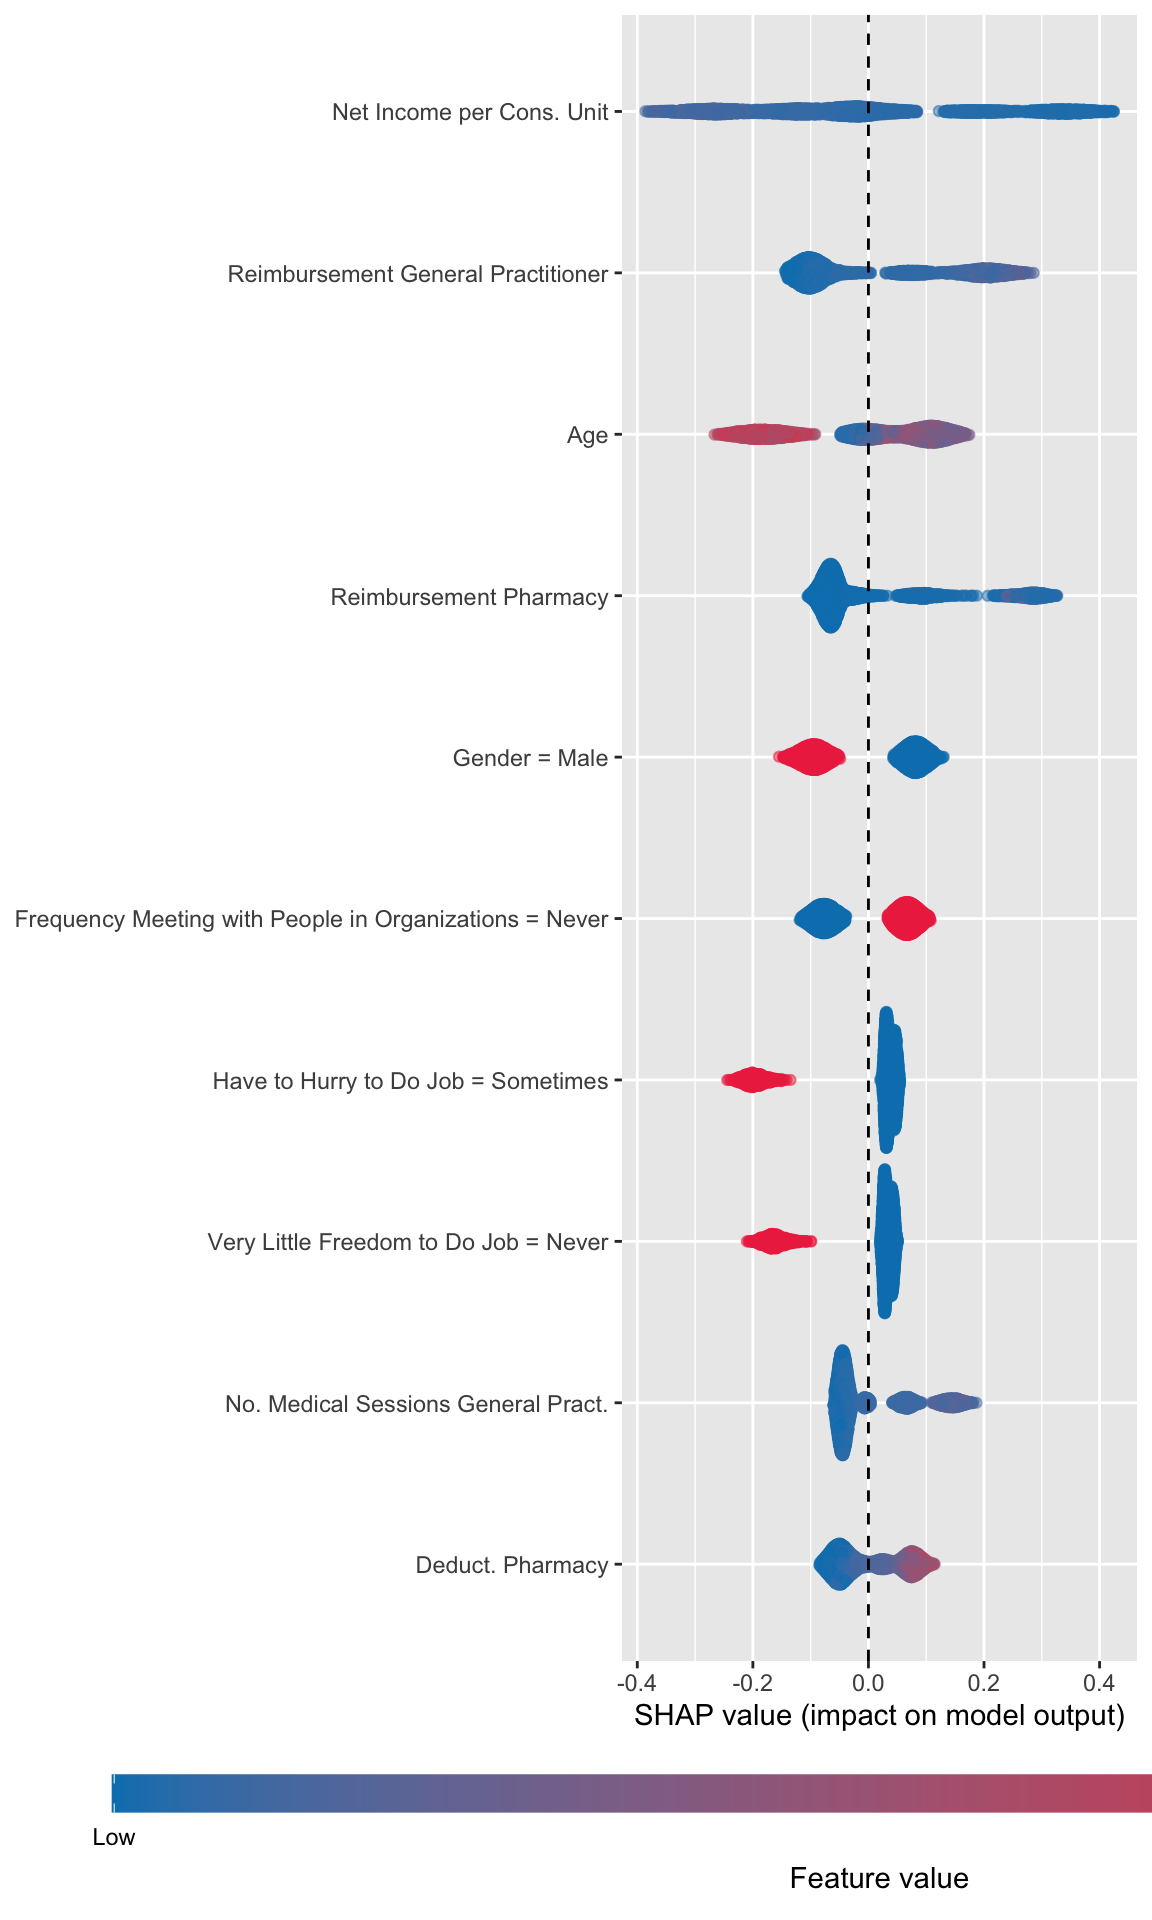 Net Income per Cons. Unit
Reimbursement General Practitioner
Age
Reimbursement Pharmacy
Gender = Male
Frequency Meeting with People in Organizations = Never
Have to Hurry to Do Job = Sometimes
Very Little Freedom to Do Job = Never
No. Medical Sessions General Pract.
Deduct. Pharmacy
-0.4 -0.2 0.0 0.2 0.4
SHAP value (impact on model output)
Low
Feature value